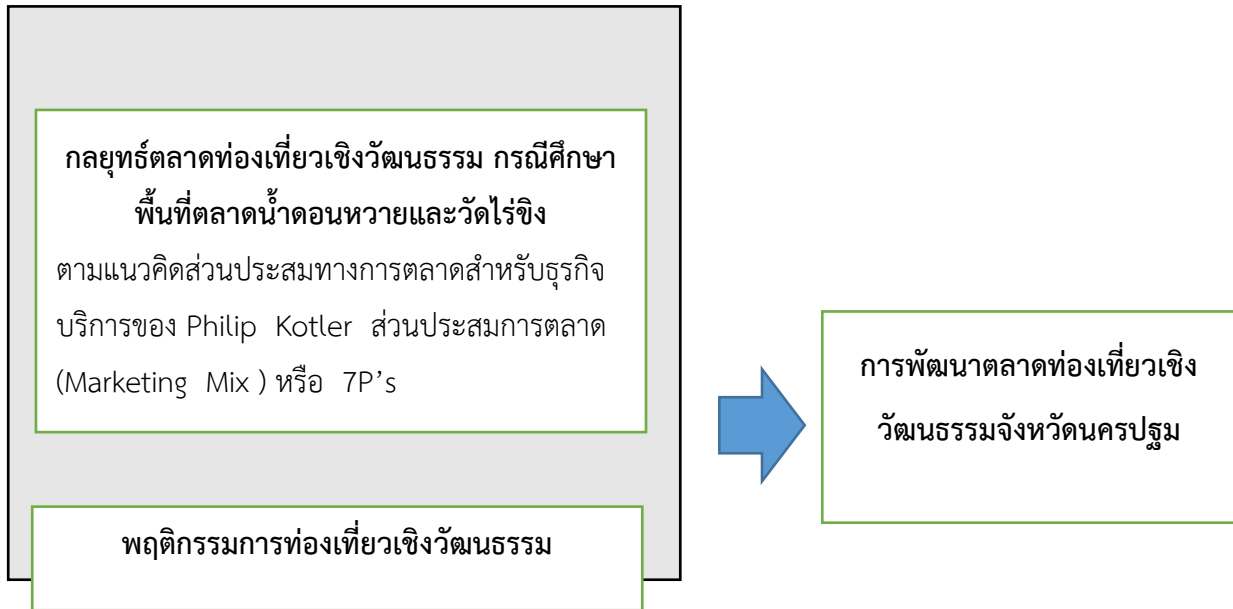 กลยุทธ์ตลาดท่องเที่ยวเชิงวัฒนธรรม กรณีศึกษา
พื้นที่ตลาดน้ำดอนหวายและวัดไร่ขิง
ตามแนวคิดส่วนประสมทางการตลาดสำหรับธุรกิจ
บริการของ Philip Kotler ส่วนประสมการตลาด
(Marketing Mix ) หรือ 7P’s
พฤติกรรมการท่องเที่ยวเชิงวัฒนธรรม
การพัฒนาตลาดท่องเที่ยวเชิง
วัฒนธรรมจังหวัดนครปฐม